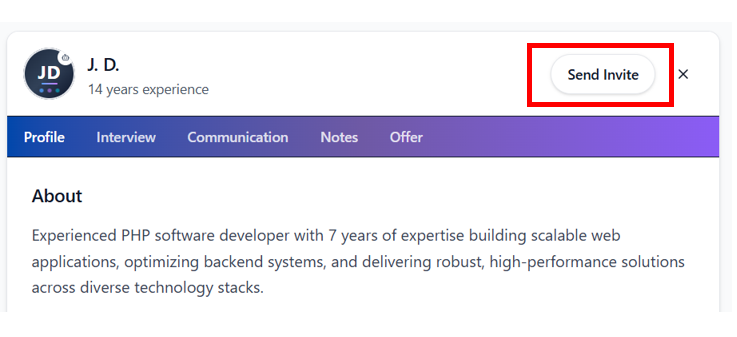 JD
J. D.
14 years experience
Send Invite
Profile
Interview
Communication
Notes
Offer
About
Experienced PHP software developer with 7 years of expertise building scalable web
applications, optimizing backend systems, and delivering robust, high-performance solutions
across diverse technology stacks.